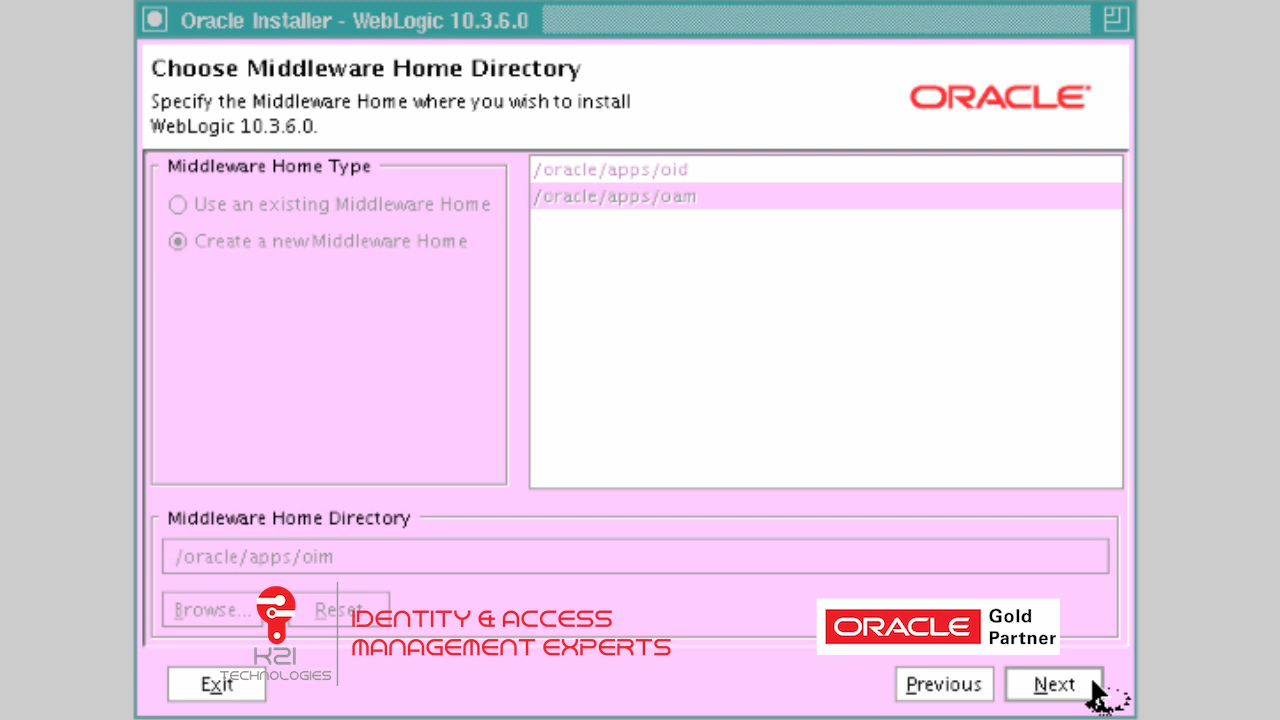 Oracle Installer - WebLogic 10.3.6.0
Choose Middleware Home Directory
Specify the Middleware Home where you wish to install
WebLogic 10.3.6.0.
ORACLE
Middleware Home Type
Use an existing Middleware Home
Create a new Middleware Home
/oracle/apps/oid
/oracle/apps/oam
Middleware Home Directory
/oracle/apps/oim
Browse...
Reset
K21
TECHNOLOGIES
IDENTITY & ACCESS
MANAGEMENT EXPERTS
ORACLE
Gold
Partner
Exit
Previous
Next